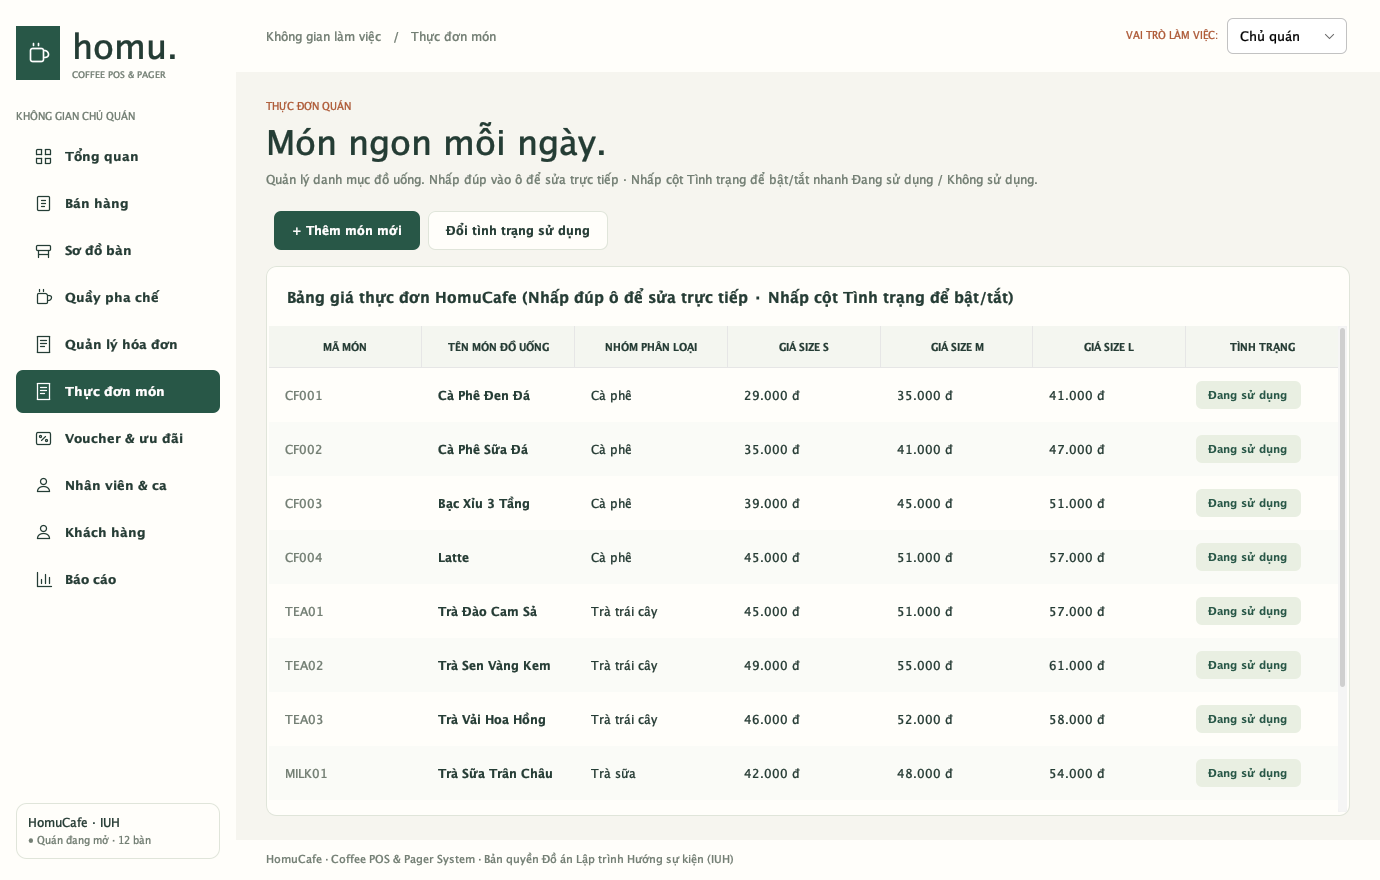 homu.
COFFEE POS & PAGER
KHÔNG GIAN CHỦ QUÁN
Tổng quan
Bán hàng
Sơ đồ bàn
Quầy pha chế
Quản lý hóa đơn
Thực đơn món
Voucher & ưu đãi
Nhân viên & ca
Khách hàng
Báo cáo
HomuCafe · IUH
● Quán đang mở · 12 bàn
Không gian làm việc / Thực đơn món
VAI TRÒ LÀM VIỆC: Chủ quán
THỰC ĐƠN QUÁN
Món ngon mỗi ngày.
Quản lý danh mục đồ uống. Nhấp đúp vào ô để sửa trực tiếp · Nhấp cột Tình trạng để bật/tắt nhanh Đang sử dụng / Không sử dụng.
+ Thêm món mới Đổi tình trạng sử dụng
Bảng giá thực đơn HomuCafe (Nhấp đúp ô để sửa trực tiếp · Nhấp cột Tình trạng để bật/tắt)
MÃ MÓN TÊN MÓN ĐỒ UỐNG NHÓM PHÂN LOẠI GIÁ SIZE S GIÁ SIZE M GIÁ SIZE L TÌNH TRẠNG
CF001 Cà Phê Đen Đá Cà phê 29.000 đ 35.000 đ 41.000 đ Đang sử dụng
CF002 Cà Phê Sữa Đá Cà phê 35.000 đ 41.000 đ 47.000 đ Đang sử dụng
CF003 Bạc Xỉu 3 Tầng Cà phê 39.000 đ 45.000 đ 51.000 đ Đang sử dụng
CF004 Latte Cà phê 45.000 đ 51.000 đ 57.000 đ Đang sử dụng
TEA01 Trà Đào Cam Sả Trà trái cây 45.000 đ 51.000 đ 57.000 đ Đang sử dụng
TEA02 Trà Sen Vàng Kem Trà trái cây 49.000 đ 55.000 đ 61.000 đ Đang sử dụng
TEA03 Trà Vải Hoa Hồng Trà trái cây 46.000 đ 52.000 đ 58.000 đ Đang sử dụng
MILK01 Trà Sữa Trân Châu Trà sữa 42.000 đ 48.000 đ 54.000 đ Đang sử dụng
HomuCafe · Coffee POS & Pager System · Bản quyền Đồ án Lập trình Hướng sự kiện (IUH)